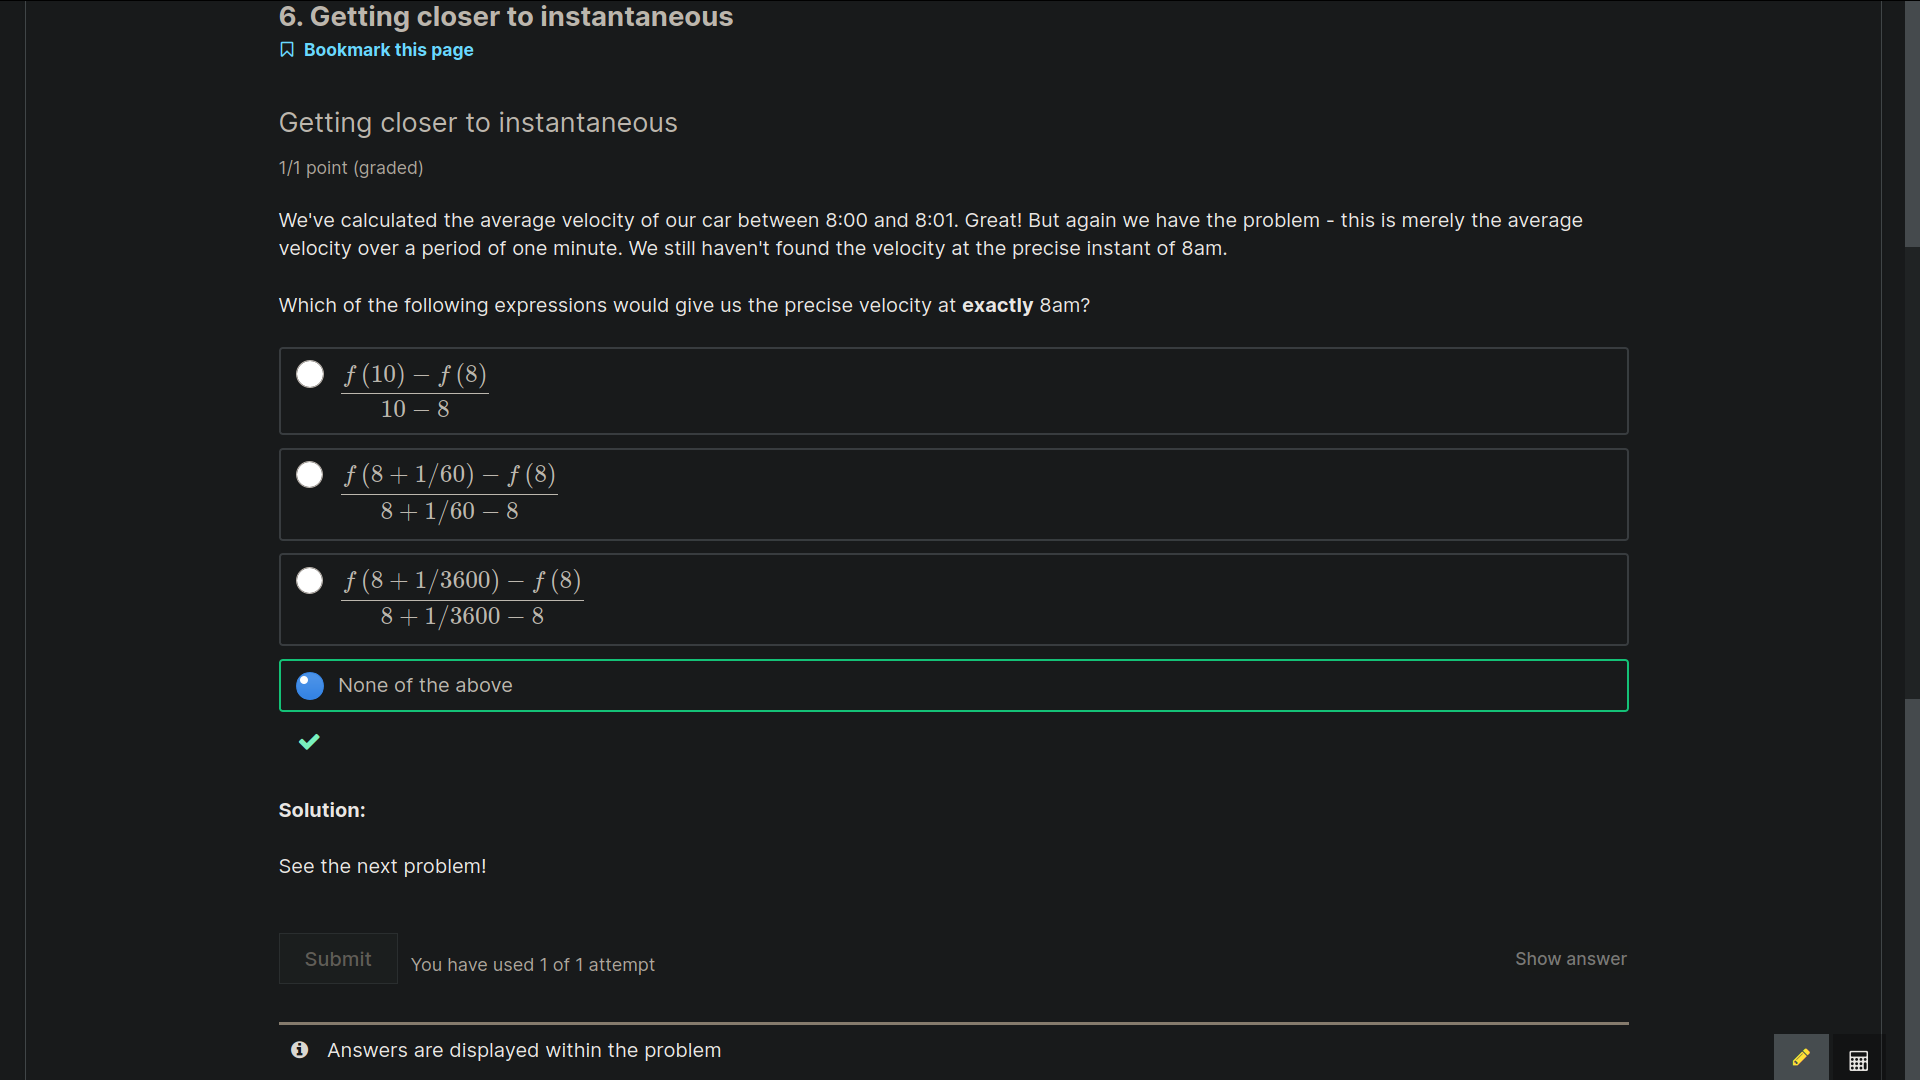 6. Getting closer to instantaneous
Bookmark this page
Getting closer to instantaneous
1/1 point (graded)
We've calculated the average velocity of our car between 8:00 and 8:01. Great! But again we have the problem - this is merely the average
velocity over a period of one minute. We still haven't found the velocity at the precise instant of 8am.
Which of the following expressions would give us the precise velocity at exactly 8am?
f (10) − f (8)
10 − 8
f (8 + 1/60) − f (8)
8 + 1/60 − 8
f (8 + 1/3600) − f (8)
8 + 1/3600 − 8
None of the above
Solution:
See the next problem!
Submit
You have used 1 of 1 attempt
Show answer
Answers are displayed within the problem